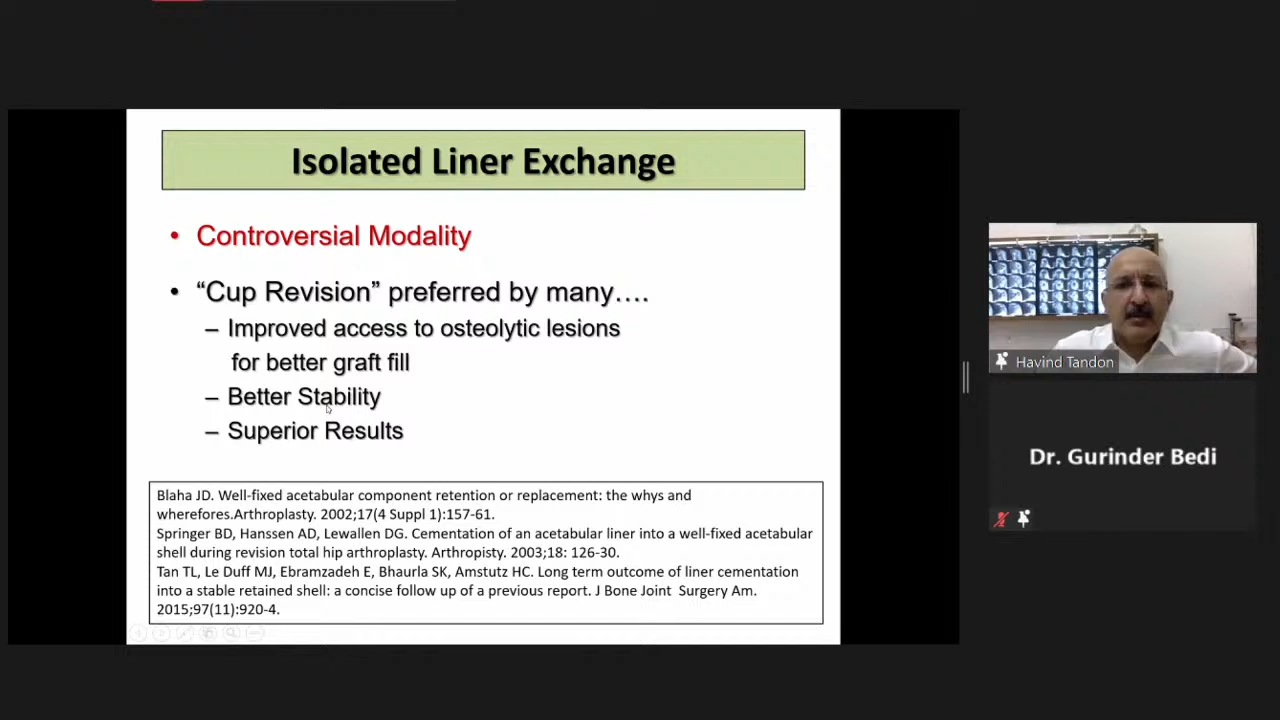 Isolated Liner Exchange
• Controversial Modality
• “Cup Revision” preferred by many….
– Improved access to osteolytic lesions
for better graft fill
– Better Stability
– Superior Results
Blaha JD. Well-fixed acetabular component retention or replacement: the whys and
wherefores.Arthroplasty. 2002;17(4 Suppl 1):157-61.
Springer BD, Hanssen AD, Lewallen DG. Cementation of an acetabular liner into a well-fixed acetabular
shell during revision total hip arthroplasty. Arthropisty. 2003;18: 126-30.
Tan TL, Le Duff MJ, Ebramzadeh E, Bhaurla SK, Amstutz HC. Long term outcome of liner cementation
into a stable retained shell: a concise follow up of a previous report. J Bone Joint Surgery Am.
2015;97(11):920-4.
Havind Tandon
Dr. Gurinder Bedi